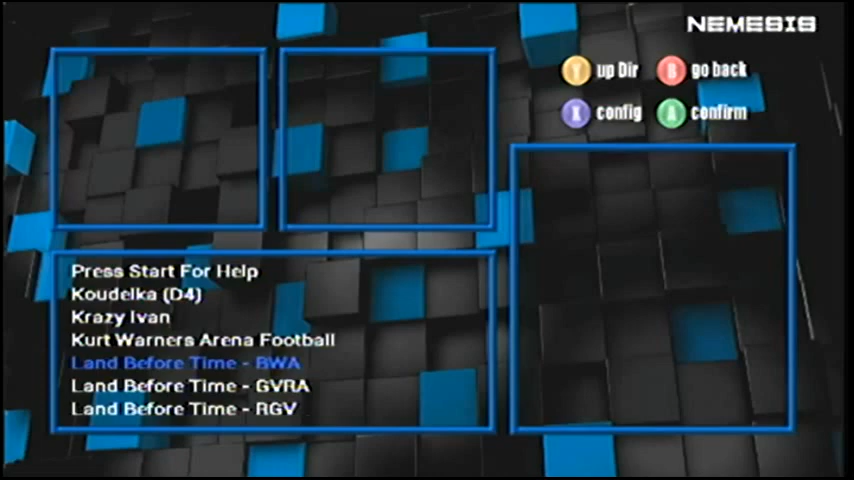 NEMESIS
Y up Dir B go back
X config A confirm
Press Start For Help
Koudelka (D4)
Krazy Ivan
Kurt Warners Arena Football
Land Before Time - BWA
Land Before Time - GVRA
Land Before Time - RGV